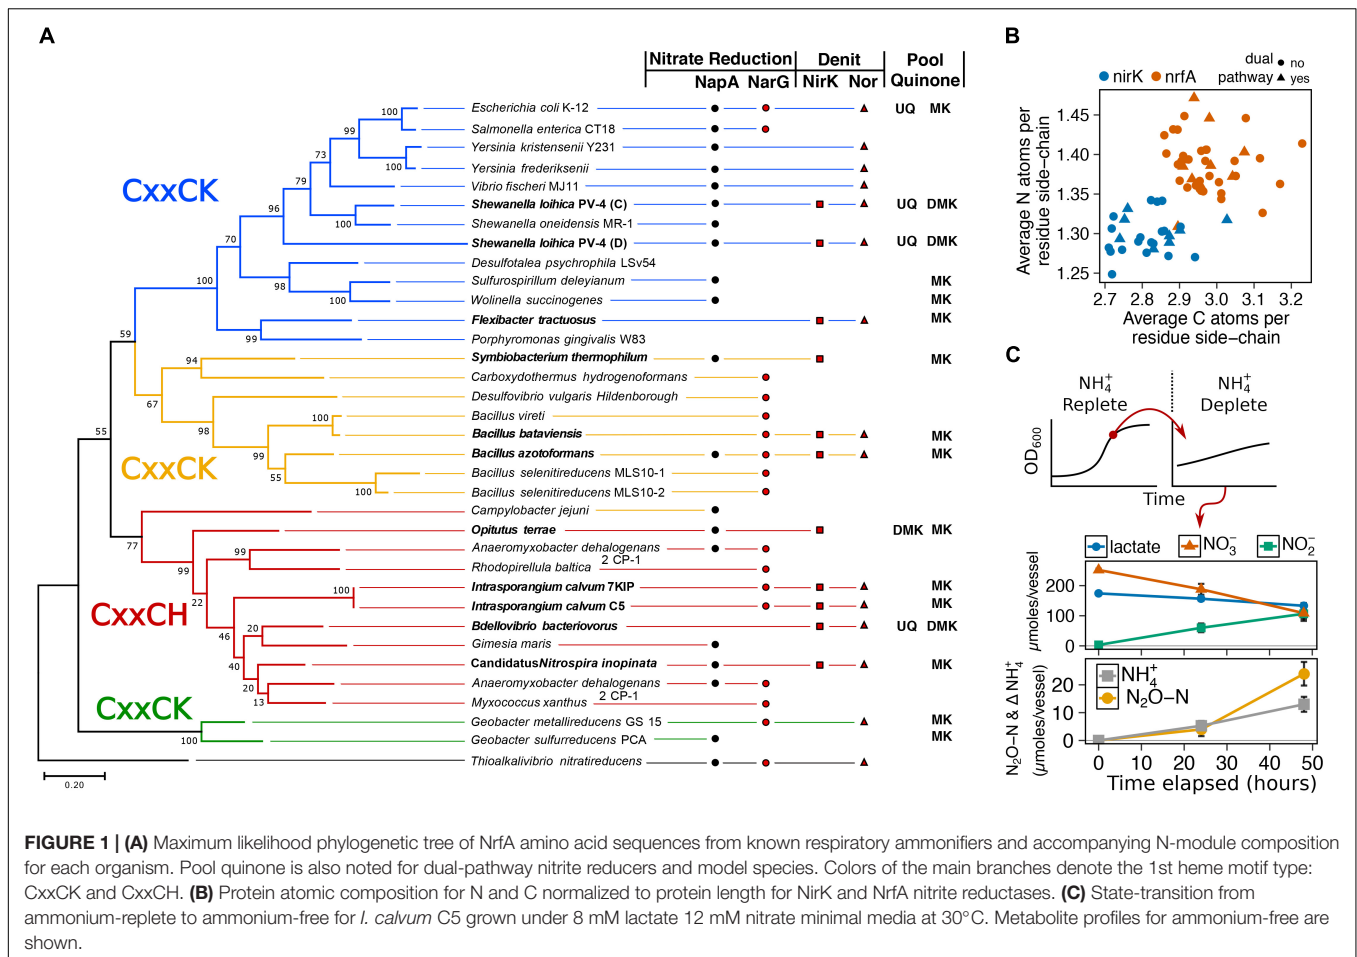 A
Nitrate Reduction Denit Pool
NapA NarG NirK Nor Quinone
Escherichia coli K-12 UQ MK
Salmonella enterica CT18
Yersinia kristensenii Y231
Yersinia frederiksenii
Vibrio fischeri MJ11
Shewanella loihica PV-4 (C) UQ DMK
Shewanella oneidensis MR-1
Shewanella loihica PV-4 (D) UQ DMK
Desulfotalea psychrophila LSv54
Sulfurospirillum deleyianum MK
Wolinella succinogenes MK
Flexibacter tractuosus MK
Porphyromonas gingivalis W83
Symbiobacterium thermophilum MK
Carboxydothermus hydrogenoformans
Desulfovibrio vulgaris Hildenborough
Bacillus vireti
Bacillus bataviensis MK
Bacillus azotoformans MK
Bacillus selenitireducens MLS10-1
Bacillus selenitireducens MLS10-2
Campylobacter jejuni
Opitutus terrae DMK MK
Anaeromyxobacter dehalogenans
2 CP-1
Rhodopirellula baltica
Intrasporangium calvum 7KIP MK
Intrasporangium calvum C5 MK
Bdellovibrio bacteriovorus UQ DMK
Gimesia maris
CandidatusNitrospira inopinata MK
Anaeromyxobacter dehalogenans
2 CP-1
Myxococcus xanthus
Geobacter metallireducens GS 15 MK
Geobacter sulfurreducens PCA MK
Thioalkalivibrio nitratireducens
CxxCK
CxxCK
CxxCH
CxxCK
100
99
100
73
79
96
100
70
98
100
100
99
59
94
67
100
98
99
55
100
55
77
99
99
22
100
46
20
40
20
13
100
0.20
B
nirK nrfA
dual pathway
no
yes
Average N atoms per
residue side-chain
1.45
1.40
1.35
1.30
1.25
2.7 2.8 2.9 3.0 3.1 3.2
Average C atoms per
residue side-chain
C
NH4+
Replete
NH4+
Deplete
OD600
Time
lactate NO3− NO2−
μmoles/vessel
200
100
0
NH4+
N2O−N
N2O−N & Δ NH4+
(μmoles/vessel)
20
10
0
0 10 20 30 40 50
Time elapsed (hours)
FIGURE 1 | (A) Maximum likelihood phylogenetic tree of NrfA amino acid sequences from known respiratory ammonifiers and accompanying N-module composition
for each organism. Pool quinone is also noted for dual-pathway nitrite reducers and model species. Colors of the main branches denote the 1st heme motif type:
CxxCK and CxxCH. (B) Protein atomic composition for N and C normalized to protein length for NirK and NrfA nitrite reductases. (C) State-transition from
ammonium-replete to ammonium-free for I. calvum C5 grown under 8 mM lactate 12 mM nitrate minimal media at 30°C. Metabolite profiles for ammonium-free are
shown.